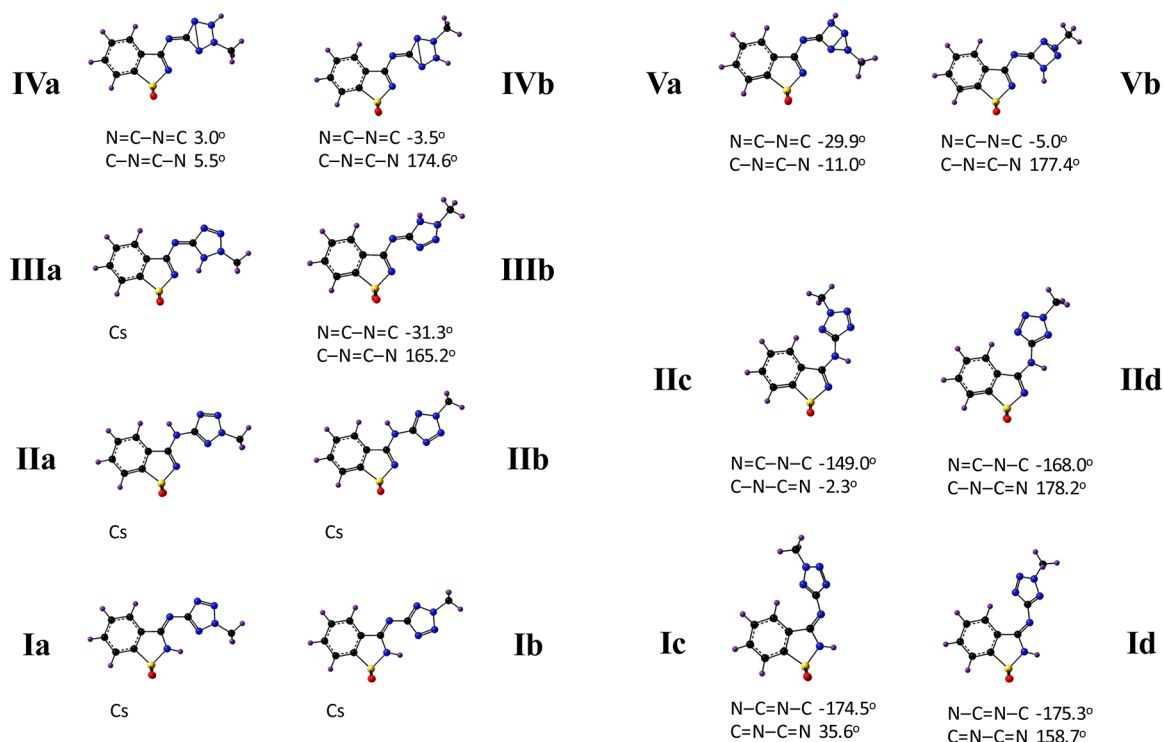 IVa
IVb
Va
Vb
N=C–N=C 3.0°
C–N=C–N 5.5°
N=C–N=C -3.5°
C–N=C–N 174.6°
N=C–N=C -29.9°
C–N=C–N -11.0°
N=C–N=C -5.0°
C–N=C–N 177.4°
IIIa
IIIb
Cs
N=C–N=C -31.3°
C–N=C–N 165.2°
IIc
IId
IIa
IIb
N=C–N–C -149.0°
C–N–C=N -2.3°
N=C–N–C -168.0°
C–N–C=N 178.2°
Cs
Cs
Ia
Ib
Ic
Id
Cs
Cs
N–C=N–C -174.5°
C=N–C=N 35.6°
N–C=N–C -175.3°
C=N–C=N 158.7°